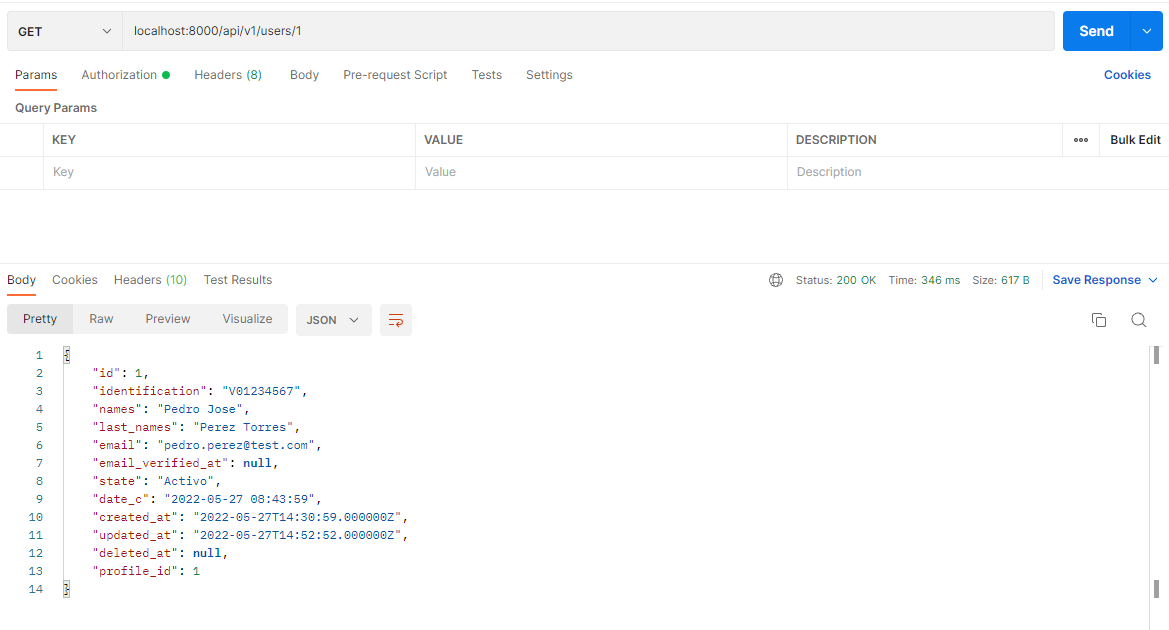 GET localhost:8000/api/v1/users/1 Send
Params Authorization Headers (8) Body Pre-request Script Tests Settings Cookies
Query Params
KEY VALUE DESCRIPTION ooo Bulk Edit
Key Value Description
Body Cookies Headers (10) Test Results Status: 200 OK Time: 346 ms Size: 617 B Save Response
Pretty Raw Preview Visualize JSON
1 {
2 "id": 1,
3 "identification": "V01234567",
4 "names": "Pedro Jose",
5 "last_names": "Perez Torres",
6 "email": "pedro.perez@test.com",
7 "email_verified_at": null,
8 "state": "Activo",
9 "date_c": "2022-05-27 08:43:59",
10 "created_at": "2022-05-27T14:30:59.000000Z",
11 "updated_at": "2022-05-27T14:52:52.000000Z",
12 "deleted_at": null,
13 "profile_id": 1
14 }